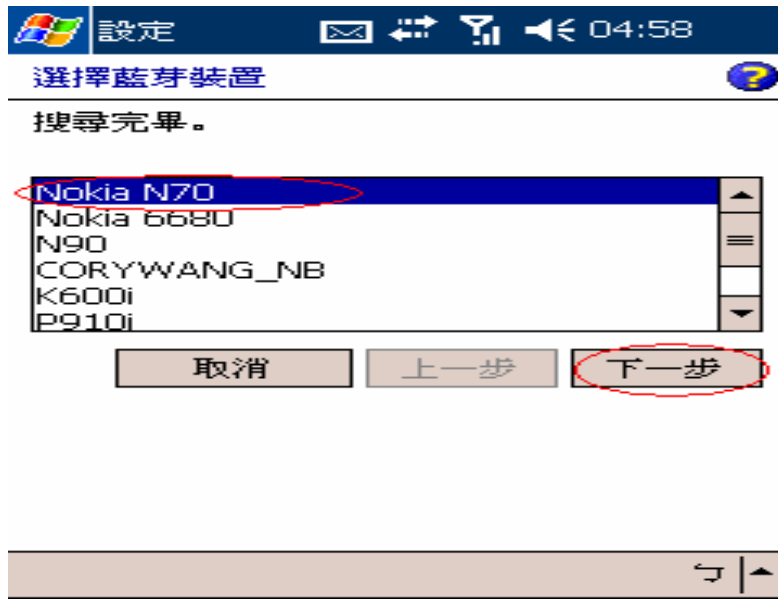 設定 04:58
選擇藍芽裝置
搜尋完畢。
Nokia N70
Nokia 6680
N90
CORYWANG_NB
K600i
P910i
取消 上一步 下一步
ㄅ